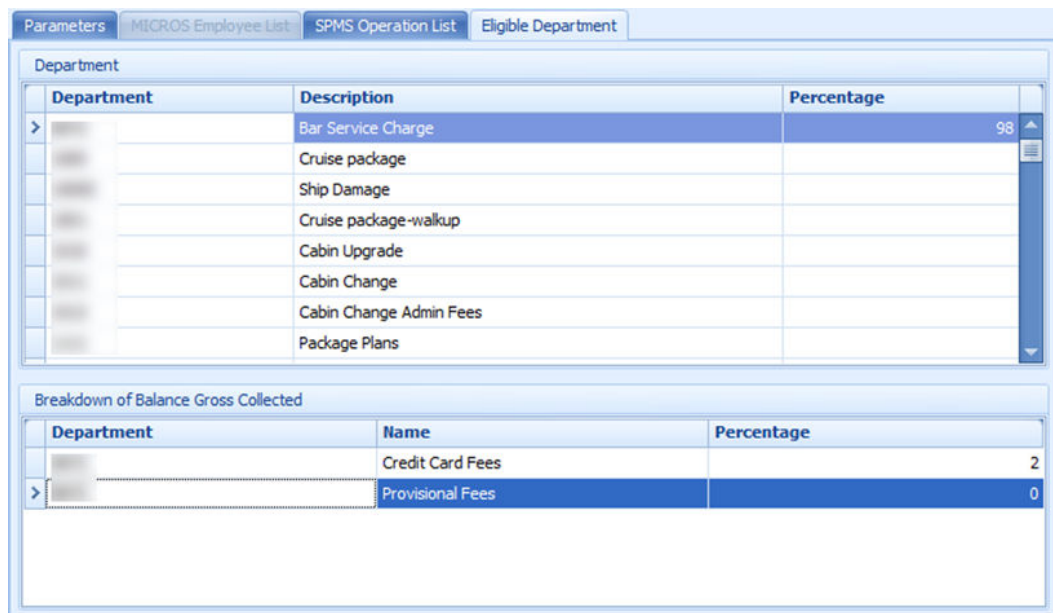 Parameters MICROS Employee List SPMS Operation List Eligible Department
Department
Department Description Percentage
Bar Service Charge 98
Cruise package
Ship Damage
Cruise package-walkup
Cabin Upgrade
Cabin Change
Cabin Change Admin Fees
Package Plans
Breakdown of Balance Gross Collected
Department Name Percentage
Credit Card Fees 2
Provisional Fees 0